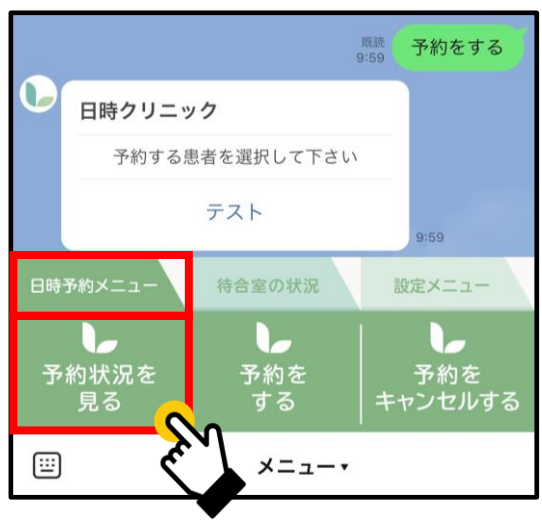 既読
9:59
予約をする
日時クリニック
予約する患者を選択して下さい
テスト
9:59
日時予約メニュー
待合室の状況
設定メニュー
予約状況を
見る
予約を
する
予約を
キャンセルする
メニュー▼